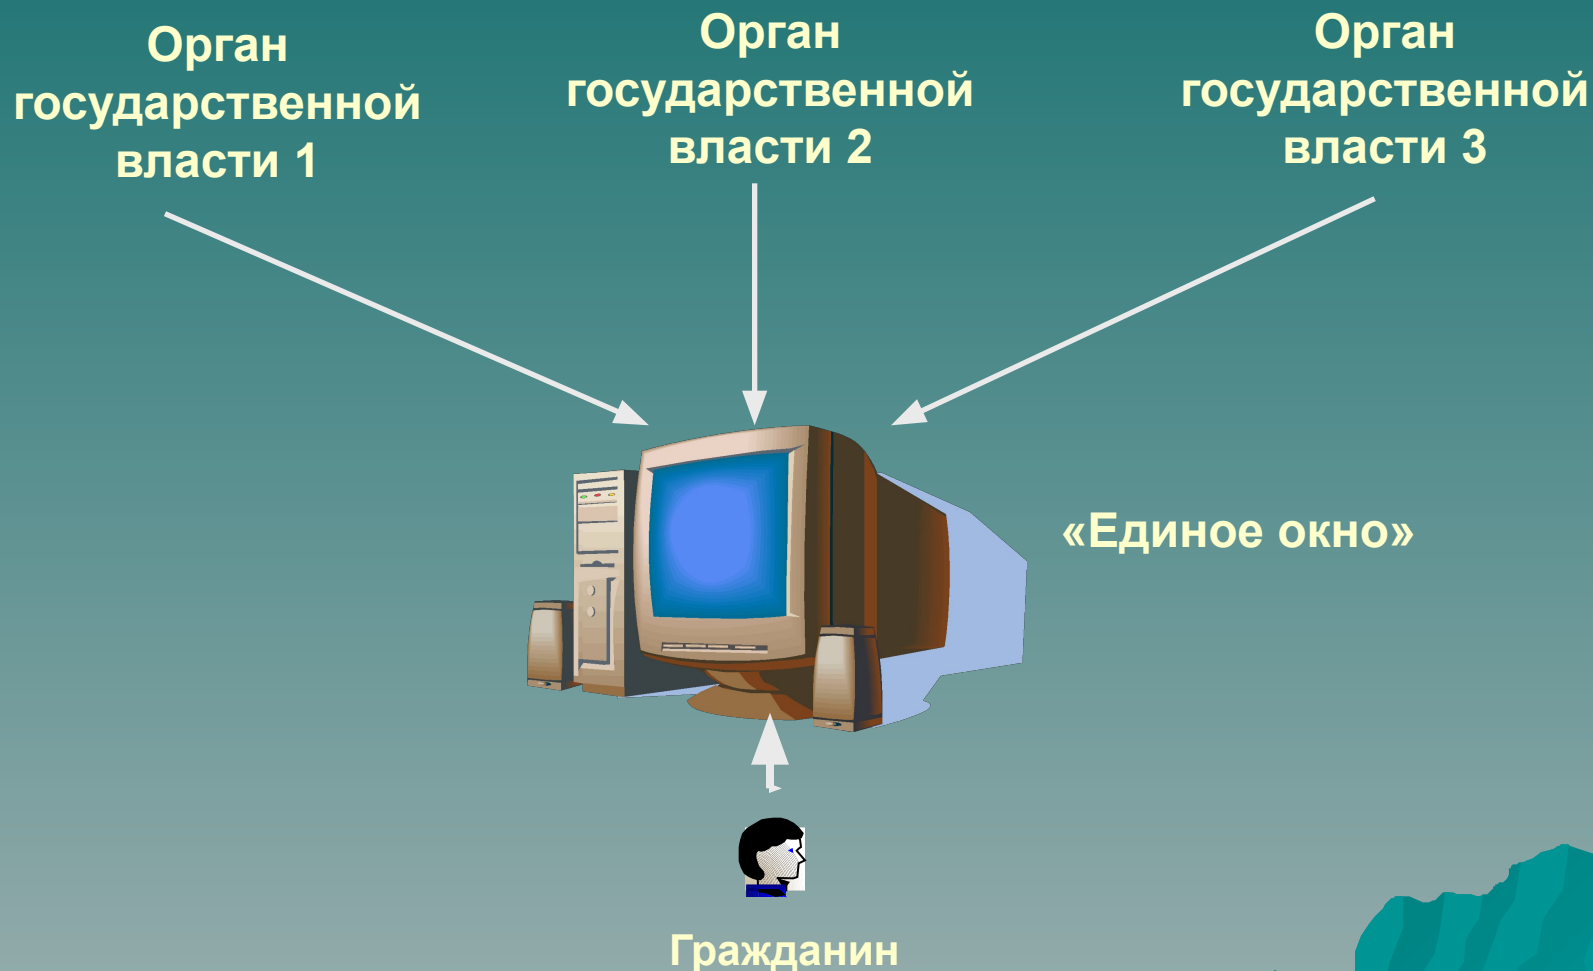 Орган
государственной
власти 1
Орган
государственной
власти 2
Орган
государственной
власти 3
«Единое окно»
Гражданин